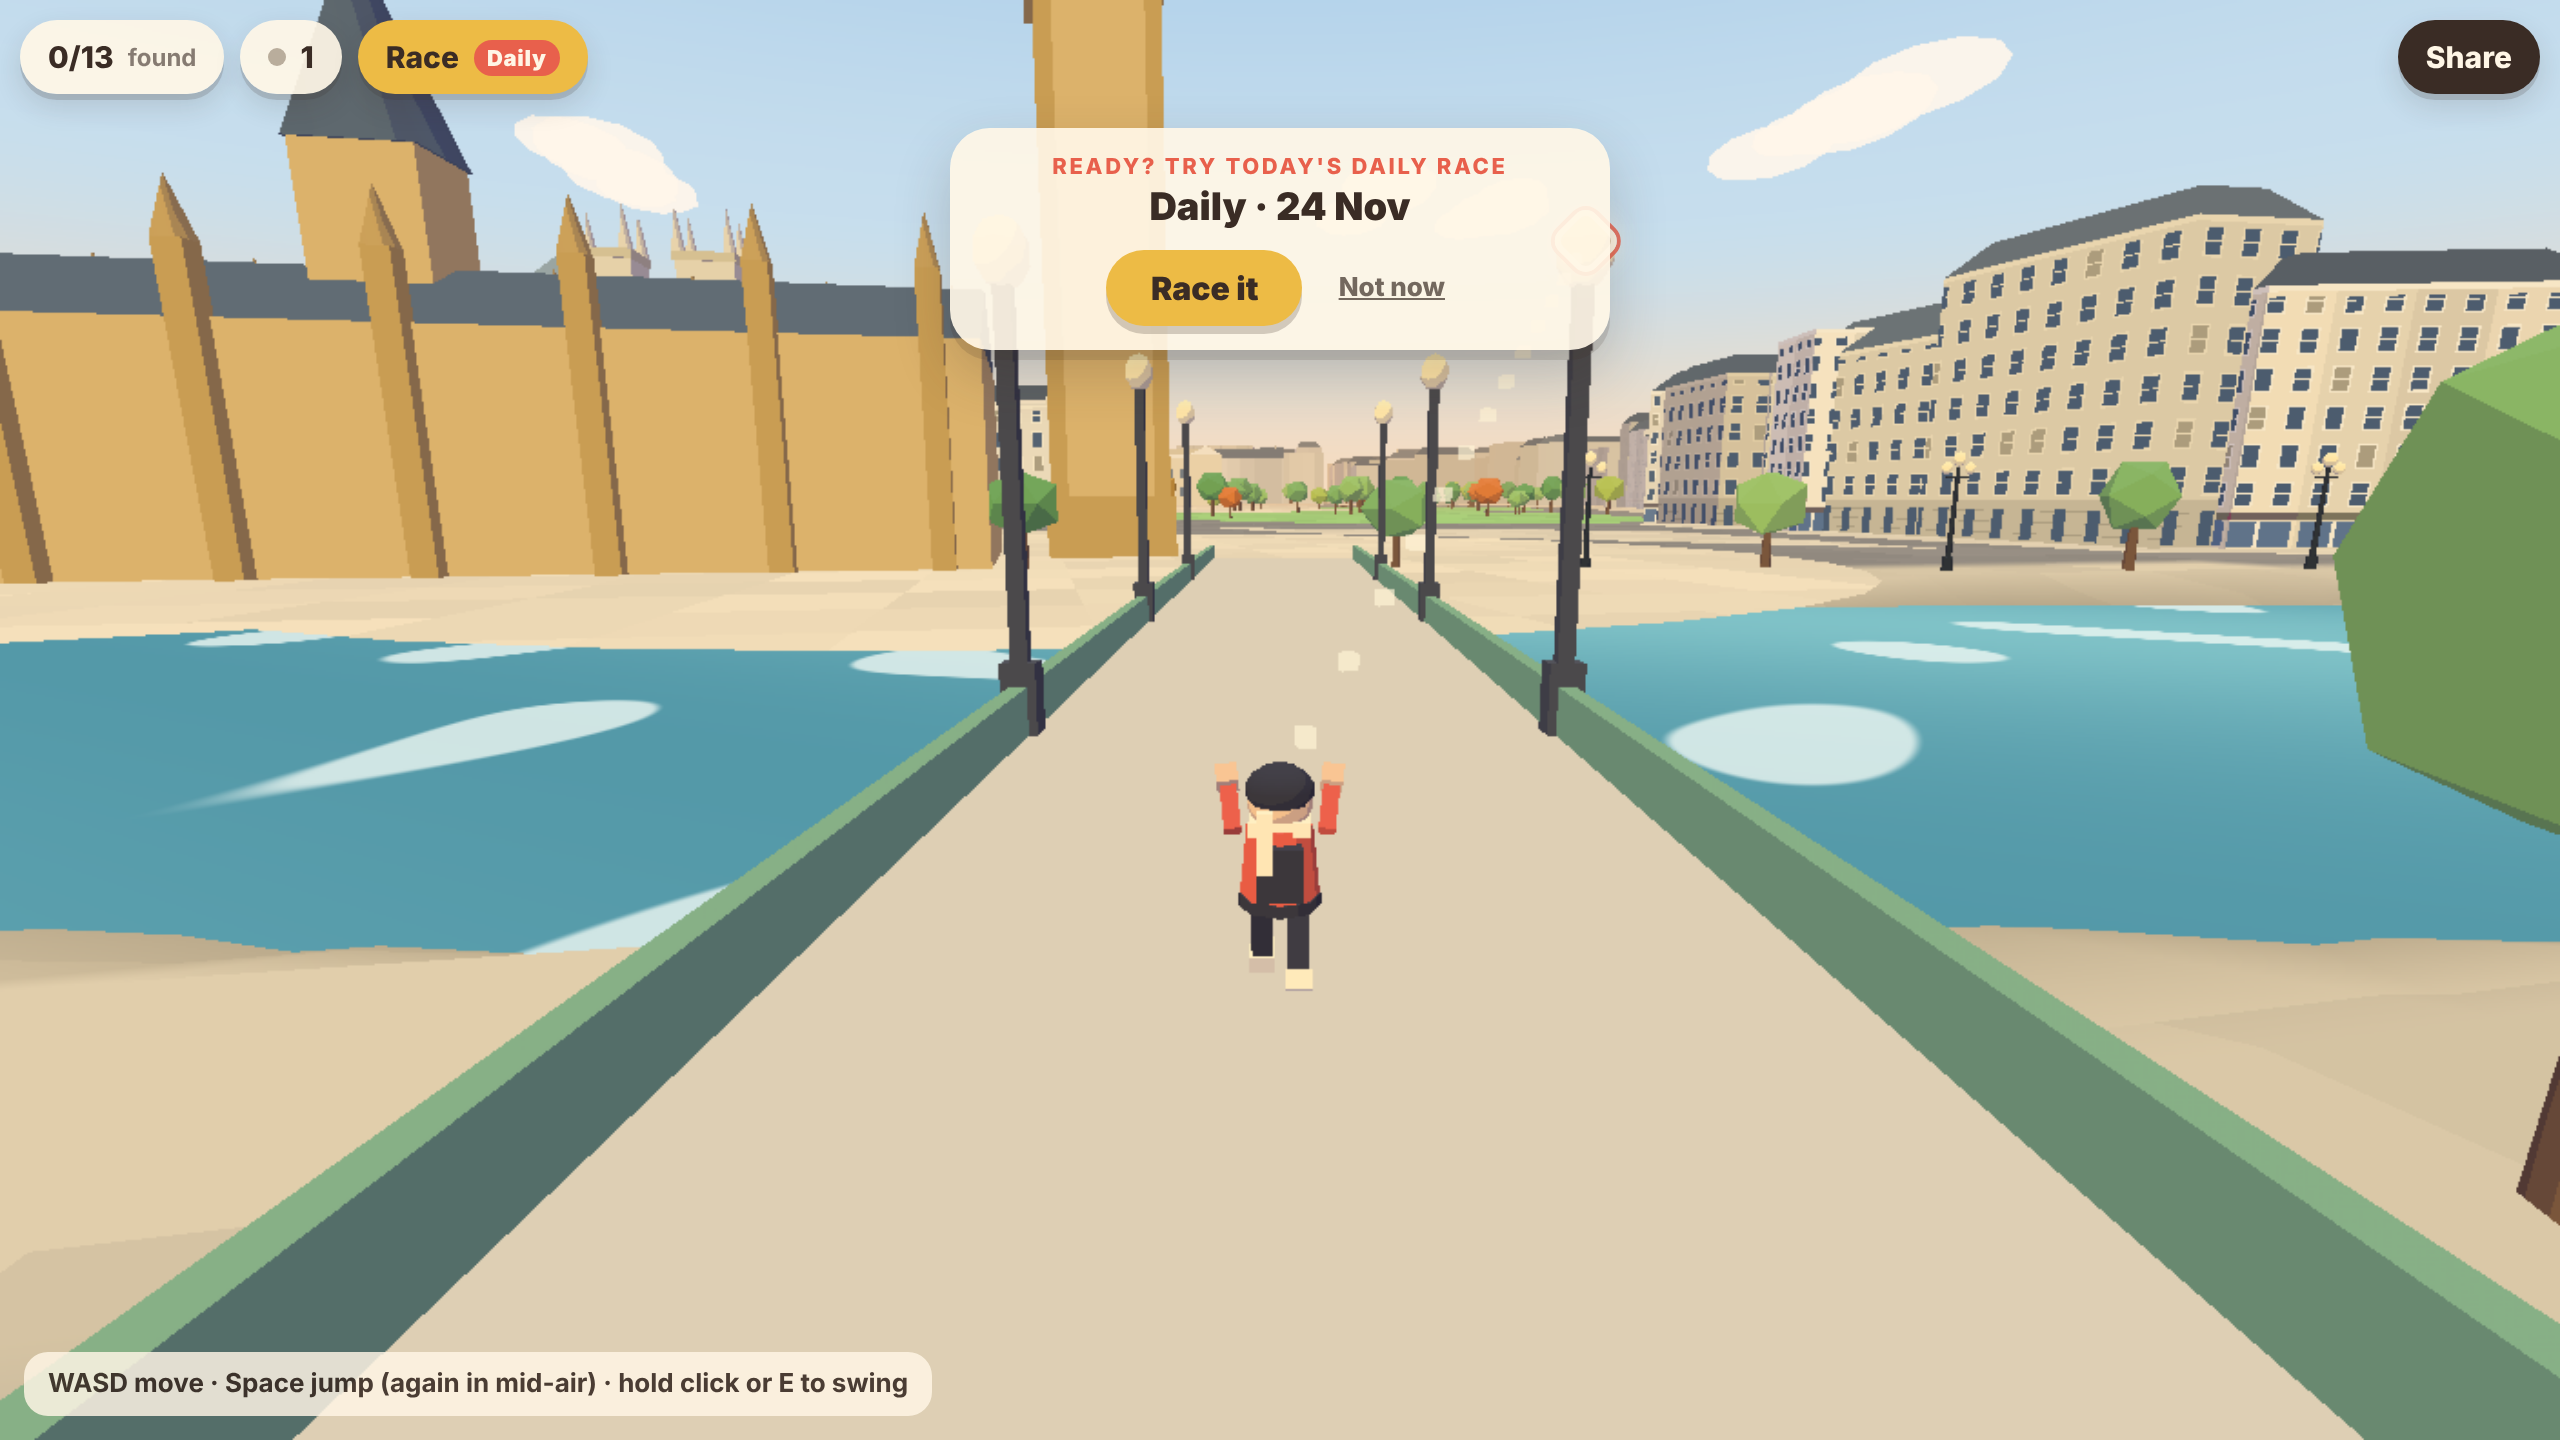 0/13 found
1
Race Daily
Share
READY? TRY TODAY'S DAILY RACE
Daily · 24 Nov
Race it
Not now
WASD move · Space jump (again in mid-air) · hold click or E to swing